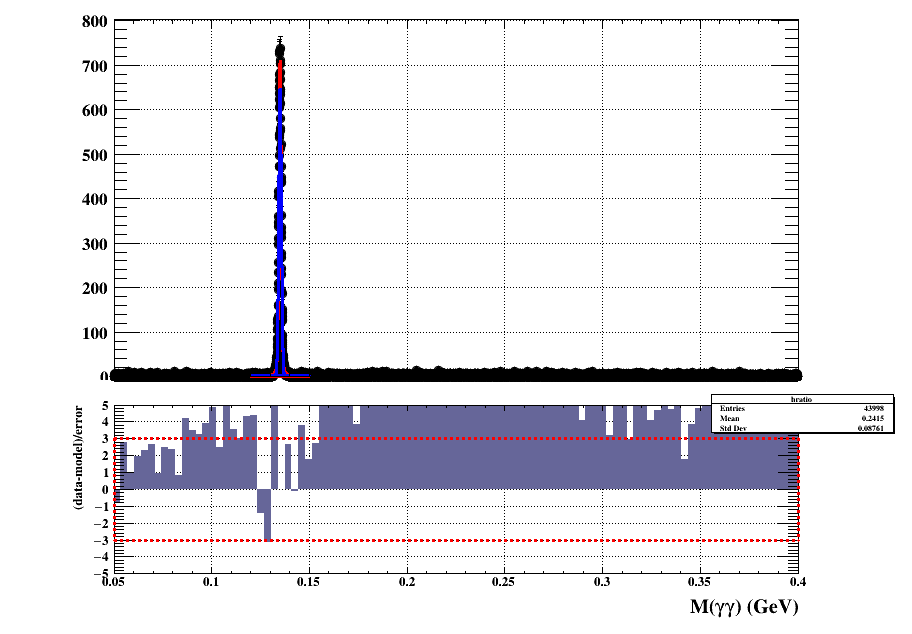 800
700
600
500
400
300
200
100
0
hratio
Entries 43998
Mean 0.2415
Std Dev 0.08761
(data-model)/error
5
4
3
2
1
0
−1
−2
−3
−4
−5
0.05 0.1 0.15 0.2 0.25 0.3 0.35 0.4
M(γγ) (GeV)